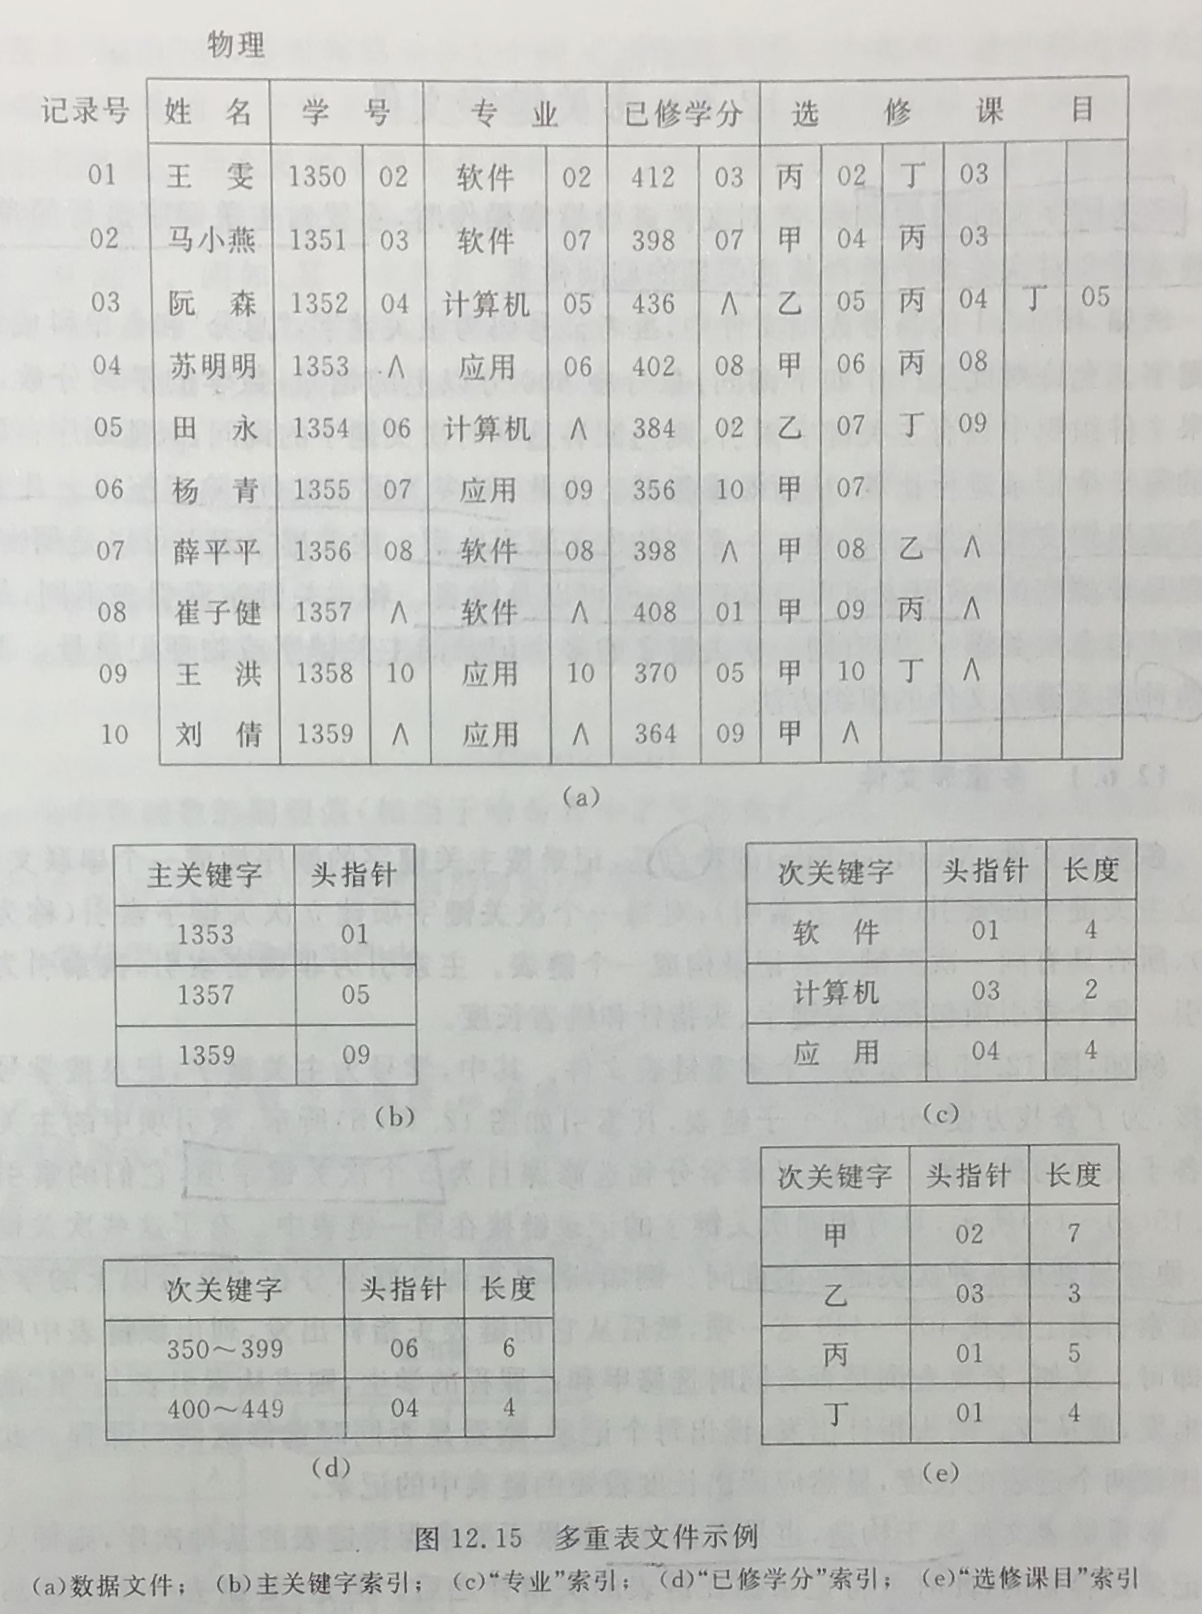 物理
记录号 姓 名 学 号 专 业 已修学分 选 修 课 目
01 王 雯 1350 02 软件 02 412 03 丙 02 丁 03
02 马小燕 1351 03 软件 07 398 07 甲 04 丙 03
03 阮 森 1352 04 计算机 05 436 ∧ 乙 05 丙 04 丁 05
04 苏明明 1353 ∧ 应用 06 402 08 甲 06 丙 08
05 田 永 1354 06 计算机 ∧ 384 02 乙 07 丁 09
06 杨 青 1355 07 应用 09 356 10 甲 07
07 薛平平 1356 08 软件 08 398 ∧ 甲 08 乙 ∧
08 崔子健 1357 ∧ 软件 ∧ 408 01 甲 09 丙 ∧
09 王 洪 1358 10 应用 10 370 05 甲 10 丁 ∧
10 刘 倩 1359 ∧ 应用 ∧ 364 09 甲 ∧
(a)
主关键字 头指针
1353 01
1357 05
1359 09
(b)
次关键字 头指针 长度
软 件 01 4
计算机 03 2
应 用 04 4
(c)
次关键字 头指针 长度
350～399 06 6
400～449 04 4
(d)
次关键字 头指针 长度
甲 02 7
乙 03 3
丙 01 5
丁 01 4
(e)
图 12.15 多重表文件示例
(a)数据文件； (b)主关键字索引； (c)“专业”索引； (d)“已修学分”索引； (e)“选修课目”索引